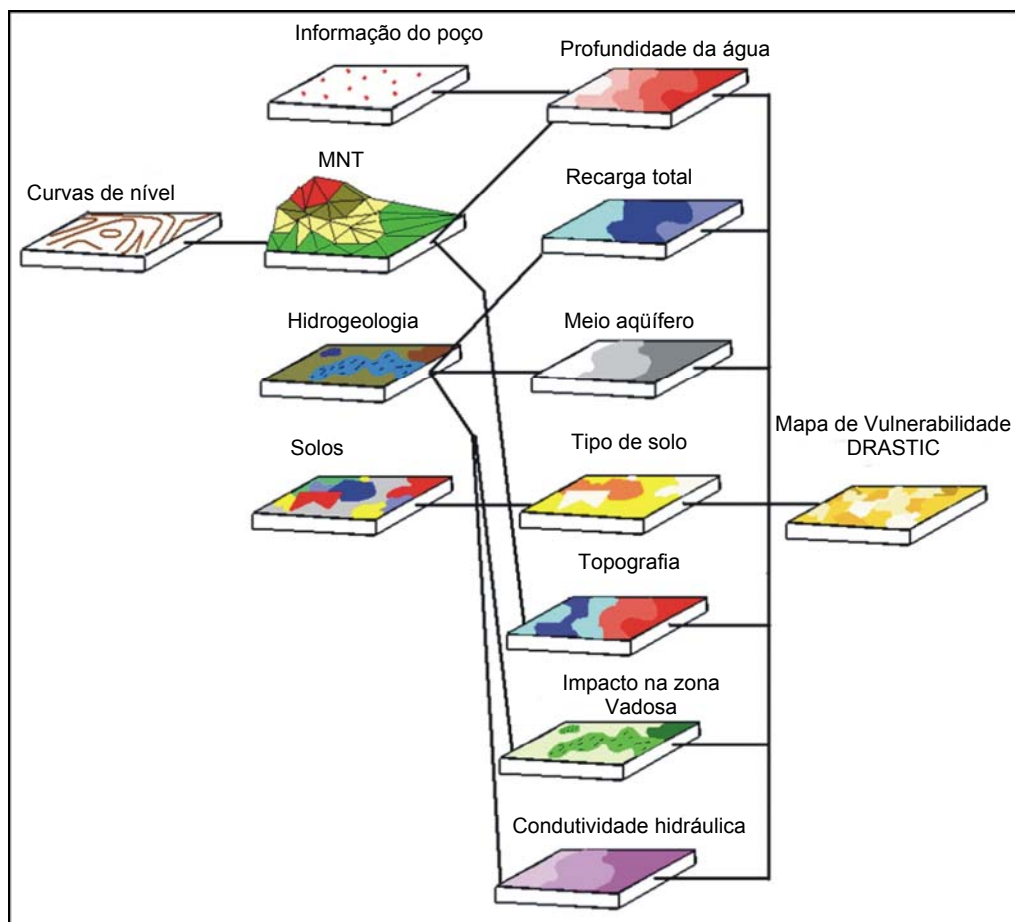 Informação do poço
Profundidade da água
MNT
Recarga total
Curvas de nível
Hidrogeologia
Meio aqüífero
Mapa de Vulnerabilidade
DRASTIC
Solos
Tipo de solo
Topografia
Impacto na zona
Vadosa
Condutividade hidráulica